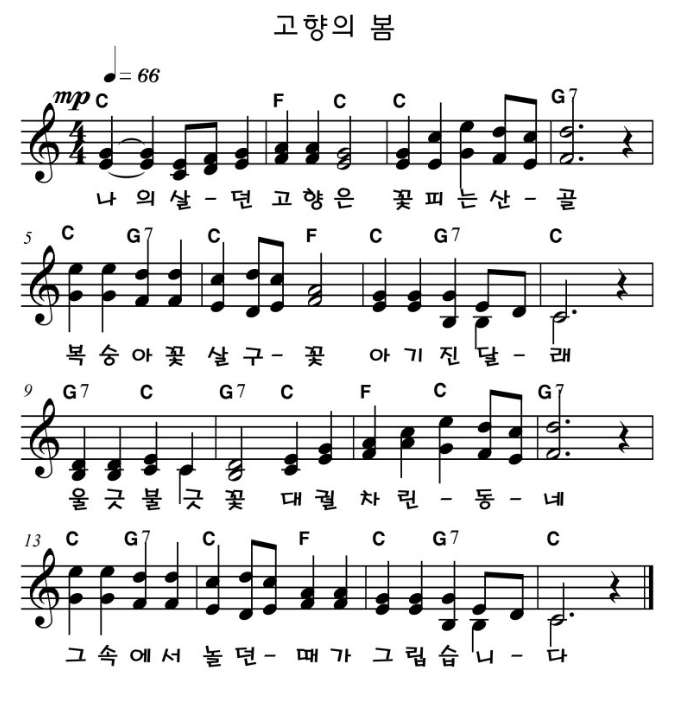 고향의 봄
♩= 66
mp C F C C G7
4/4
나 의 살 - 던 고 향 은 꽃 피 는 산 - 골
5 C G7 C F C G7 C
복 숭 아 꽃 살 구 - 꽃 아 기 진 달 - 래
9 G7 C G7 C F C G7
울 긋 불 긋 꽃 대 궐 차 린 - 동 - 네
13 C G7 C F C G7 C
그 속 에 서 놀 던 - 때 가 그 립 습 니 - 다